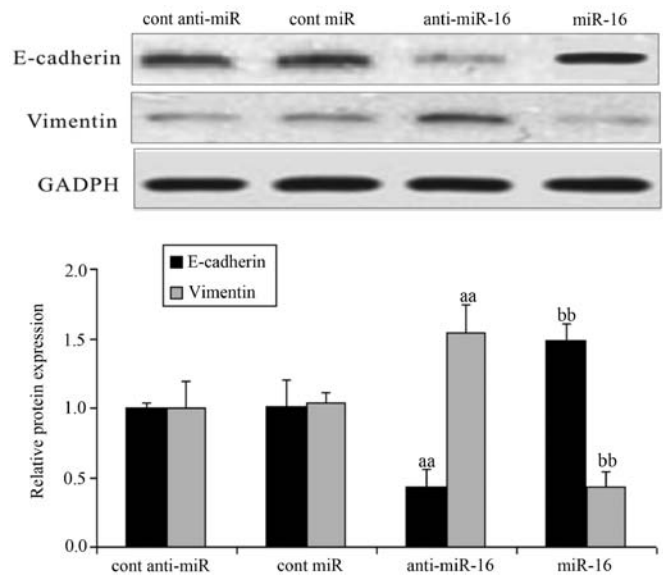 cont anti-miR cont miR anti-miR-16 miR-16
E-cadherin
Vimentin
GADPH
E-cadherin
Vimentin
Relative protein expression
2.0
1.5
1.0
0.5
0.0
aa
aa
bb
bb
cont anti-miR cont miR anti-miR-16 miR-16